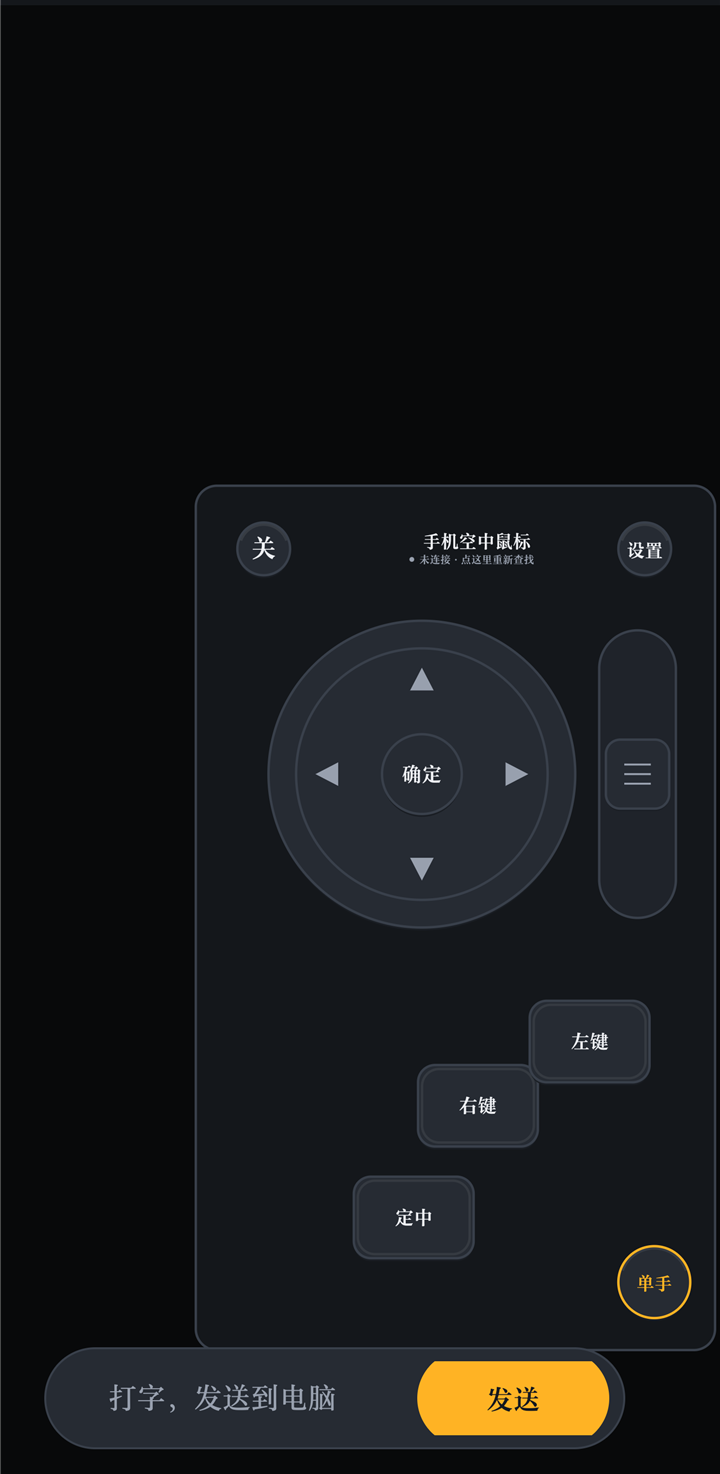 关
手机空中鼠标
未连接 · 点这里重新查找
设置
确定
左键
右键
定中
单手
打字，发送到电脑
发送